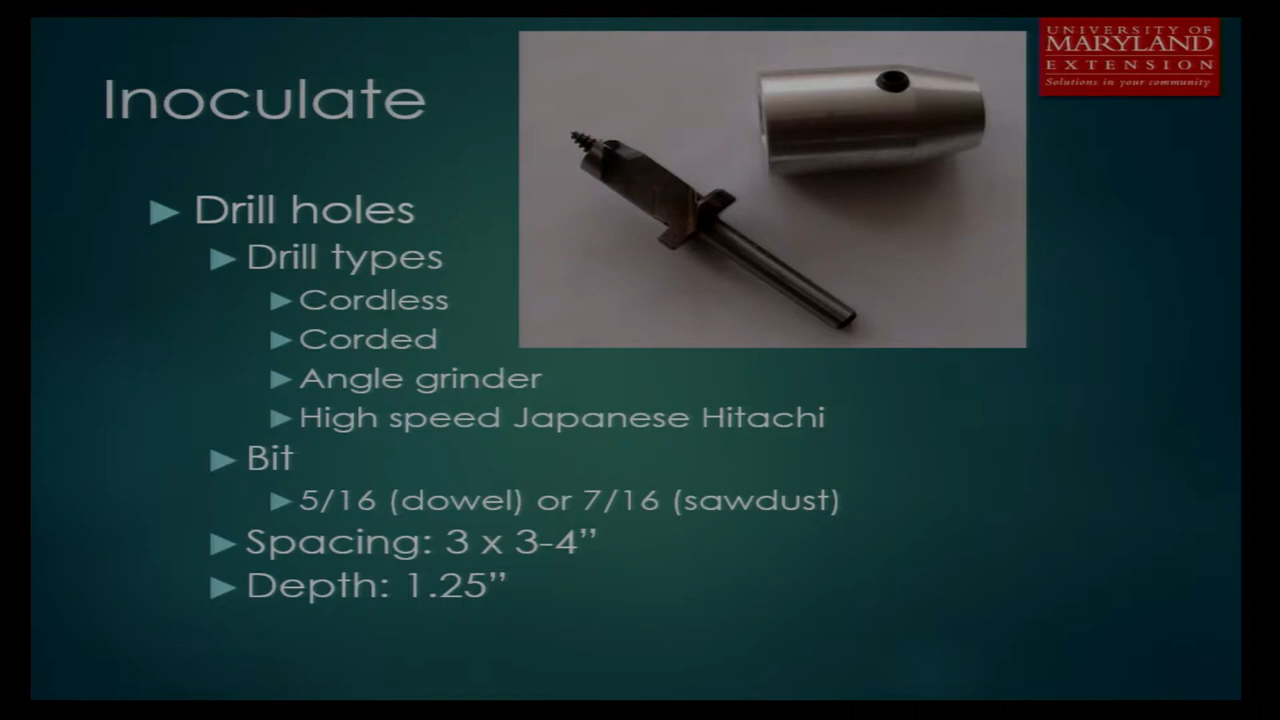 Inoculate
UNIVERSITY OF
MARYLAND
EXTENSION
Solutions in your community
Drill holes
Drill types
Cordless
Corded
Angle grinder
High speed Japanese Hitachi
Bit
5/16 (dowel) or 7/16 (sawdust)
Spacing: 3 x 3-4”
Depth: 1.25”